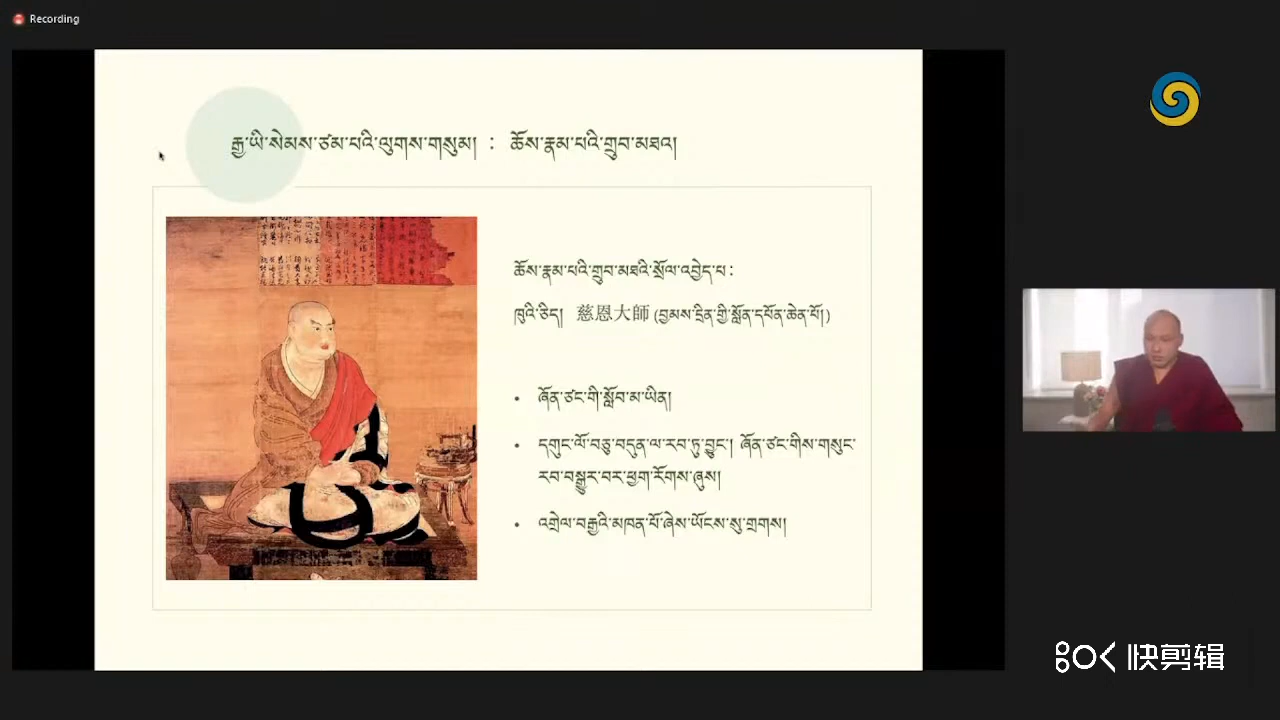 Recording
རྒྱ་ཡི་སེམས་ཙམ་པའི་ལུགས་གསུམ། : ཆོས་རྣམ་པའི་གྲུབ་མཐའ།
ཆོས་རྣམ་པའི་གྲུབ་མཐའི་སྲོལ་འབྱེད་པ:
ཁུའི་ཅིད། 慈恩大師 (བྱམས་དྲིན་གྱི་སློན་དཔོན་ཆེན་པོ།)
• ཞོན་ཙང་གི་སློབ་མ་ཡིན།
• དགུང་ལོ་བཅུ་བདུན་ལ་རབ་ཏུ་བྱུང་། ཞོན་ཙང་གིས་གསུང་
རབ་བསྒྱུར་བར་ཕྱག་རོགས་ཞུས།
• འགྲེལ་བརྒྱའི་མཁན་པོ་ཞེས་ཡོངས་སུ་གྲགས།
快剪辑